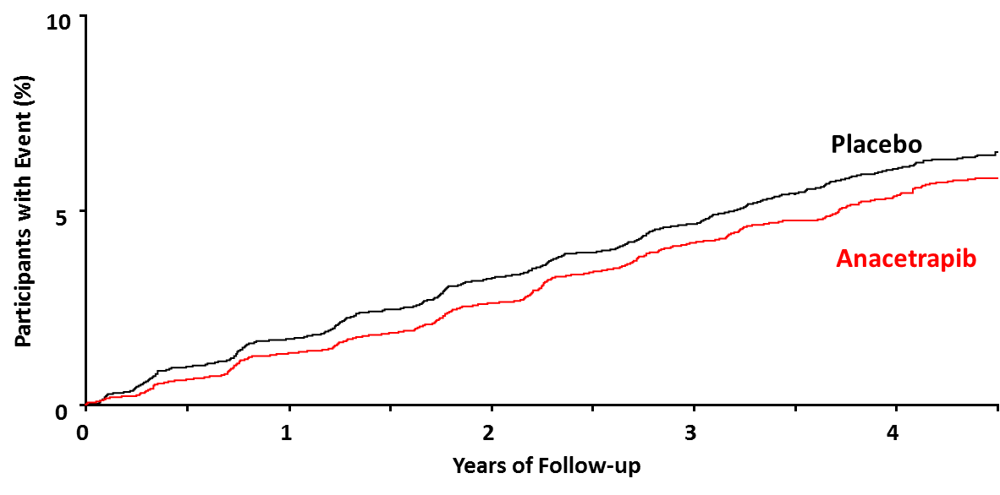 10
Participants with Event (%)
Placebo
5
Anacetrapib
0
0 1 2 3 4
Years of Follow-up